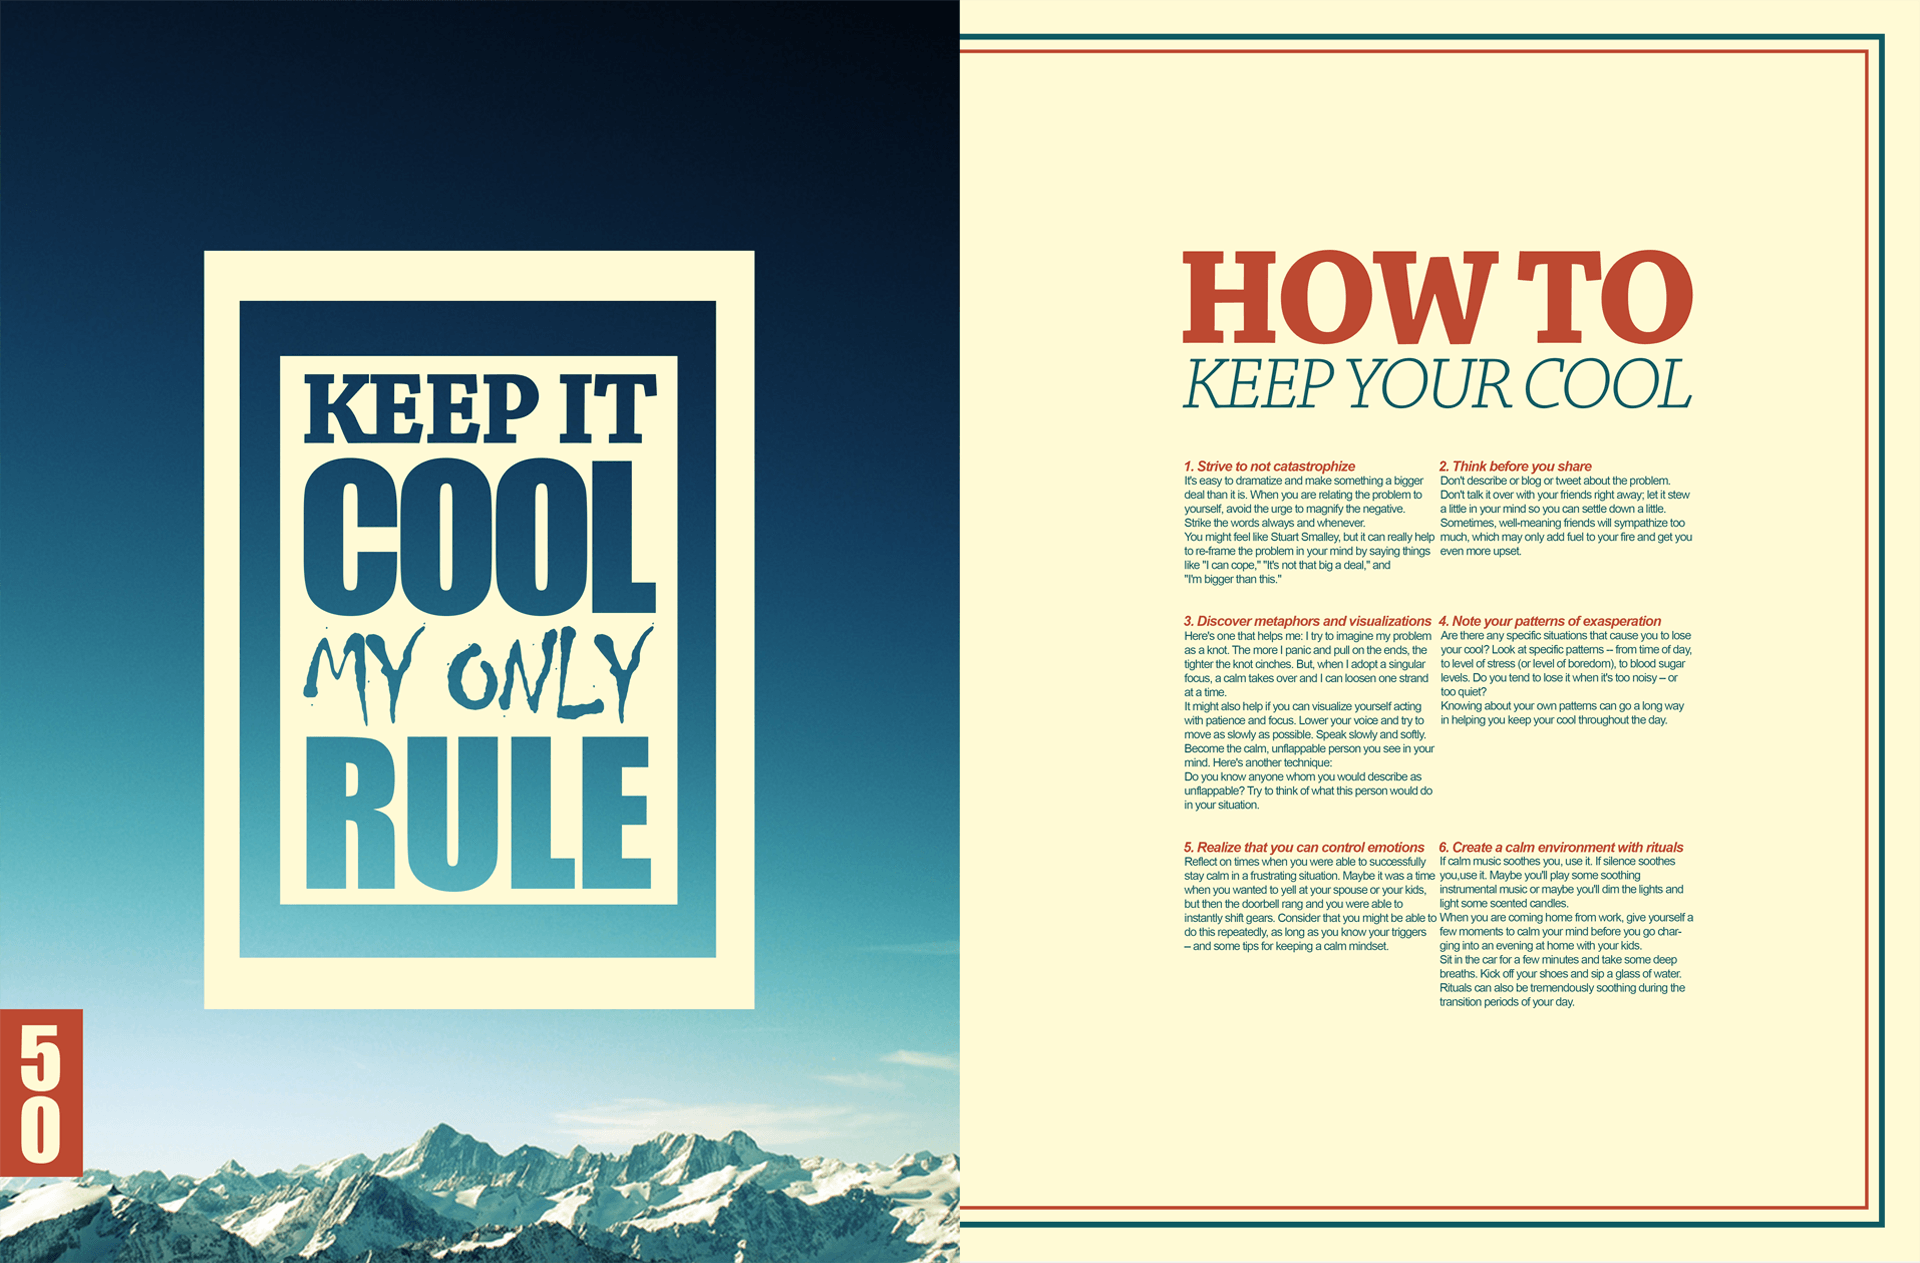 KEEP IT
COOL
MY ONLY
RULE
5
0
HOW TO
KEEP YOUR COOL
1. Strive to not catastrophize
It's easy to dramatize and make something a bigger
deal than it is. When you are relating the problem to
yourself, avoid the urge to magnify the negative.
Strike the words always and whenever.
You might feel like Stuart Smalley, but it can really help
to re-frame the problem in your mind by saying things
like "I can cope," "It's not that big a deal," and
"I'm bigger than this."
2. Think before you share
Don't describe or blog or tweet about the problem.
Don't talk it over with your friends right away; let it stew
a little in your mind so you can settle down a little.
Sometimes, well-meaning friends will sympathize too
much, which may only add fuel to your fire and get you
even more upset.
3. Discover metaphors and visualizations
Here's one that helps me: I try to imagine my problem
as a knot. The more I panic and pull on the ends, the
tighter the knot cinches. But, when I adopt a singular
focus, a calm takes over and I can loosen one strand
at a time.
It might also help if you can visualize yourself acting
with patience and focus. Lower your voice and try to
move as slowly as possible. Speak slowly and softly.
Become the calm, unflappable person you see in your
mind. Here's another technique:
Do you know anyone whom you would describe as
unflappable? Try to think of what this person would do
in your situation.
4. Note your patterns of exasperation
Are there any specific situations that cause you to lose
your cool? Look at specific patterns – from time of day,
to level of stress (or level of boredom), to blood sugar
levels. Do you tend to lose it when it's too noisy – or
too quiet?
Knowing about your own patterns can go a long way
in helping you keep your cool throughout the day.
5. Realize that you can control emotions
Reflect on times when you were able to successfully
stay calm in a frustrating situation. Maybe it was a time
when you wanted to yell at your spouse or your kids,
but then the doorbell rang and you were able to
instantly shift gears. Consider that you might be able to
do this repeatedly, as long as you know your triggers
– and some tips for keeping a calm mindset.
6. Create a calm environment with rituals
If calm music soothes you, use it. If silence soothes
you,use it. Maybe you'll play some soothing
instrumental music or maybe you'll dim the lights and
light some scented candles.
When you are coming home from work, give yourself a
few moments to calm your mind before you go char-
ging into an evening at home with your kids.
Sit in the car for a few minutes and take some deep
breaths. Kick off your shoes and sip a glass of water.
Rituals can also be tremendously soothing during the
transition periods of your day.